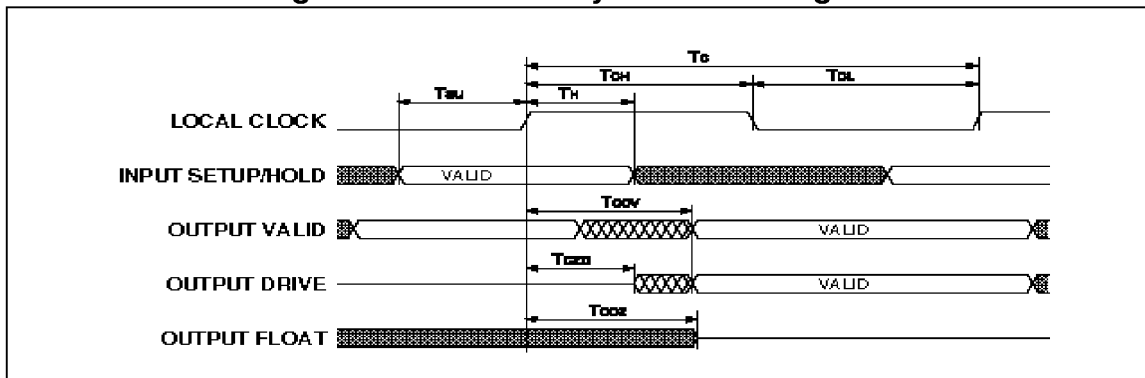 Tc
TCH
TCL
TSU
TH
LOCAL CLOCK
INPUT SETUP/HOLD
VALID
TCOV
OUTPUT VALID
VALID
TCZO
OUTPUT DRIVE
VALID
TCOZ
OUTPUT FLOAT